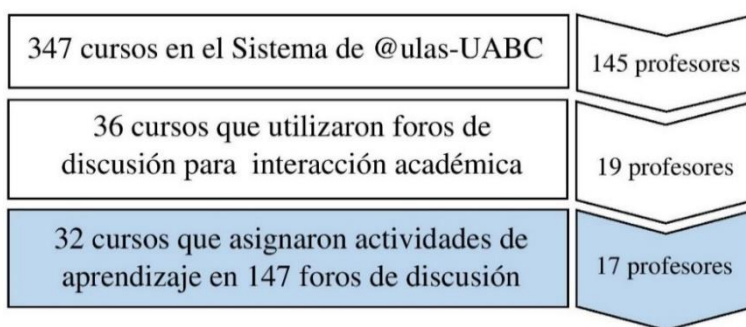 347 cursos en el Sistema de @ulas-UABC
145 profesores
36 cursos que utilizaron foros de
discusión para interacción académica
19 profesores
32 cursos que asignaron actividades de
aprendizaje en 147 foros de discusión
17 profesores